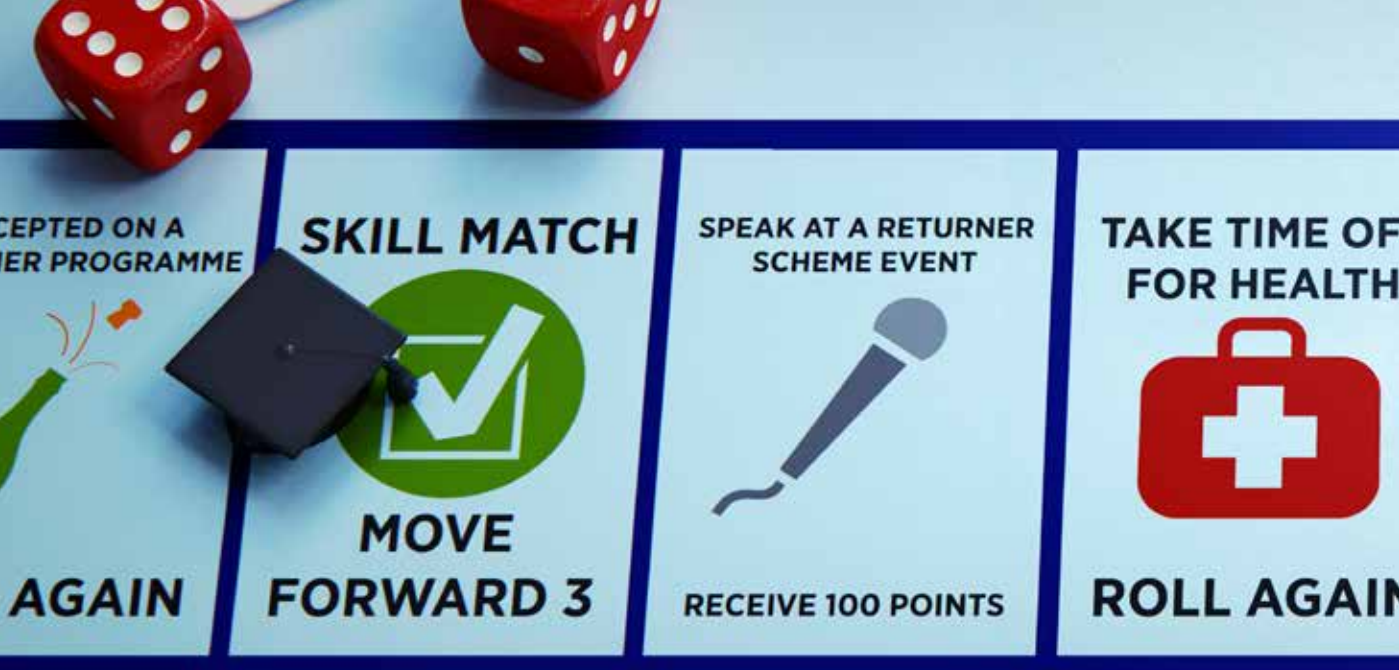 CEPTED ON A
ER PROGRAMME
AGAIN
SKILL MATCH
MOVE
FORWARD 3
SPEAK AT A RETURNER
SCHEME EVENT
RECEIVE 100 POINTS
TAKE TIME OF
FOR HEALTH
ROLL AGAIN